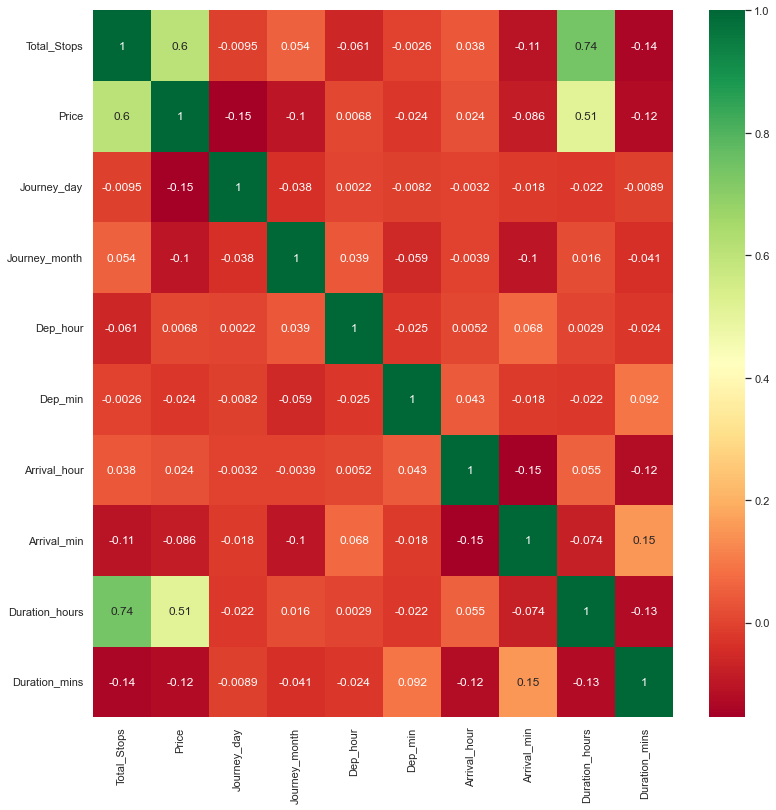 Total_Stops 1 0.6 -0.0095 0.054 -0.061 -0.0026 0.038 -0.11 0.74 -0.14
Price 0.6 1 -0.15 -0.1 0.0068 -0.024 0.024 -0.086 0.51 -0.12
Journey_day -0.0095 -0.15 1 -0.038 0.0022 -0.0082 -0.0032 -0.018 -0.022 -0.0089
Journey_month 0.054 -0.1 -0.038 1 0.039 -0.059 -0.0039 -0.1 0.016 -0.041
Dep_hour -0.061 0.0068 0.0022 0.039 1 -0.025 0.0052 0.068 0.0029 -0.024
Dep_min -0.0026 -0.024 -0.0082 -0.059 -0.025 1 0.043 -0.018 -0.022 0.092
Arrival_hour 0.038 0.024 -0.0032 -0.0039 0.0052 0.043 1 -0.15 0.055 -0.12
Arrival_min -0.11 -0.086 -0.018 -0.1 0.068 -0.018 -0.15 1 -0.074 0.15
Duration_hours 0.74 0.51 -0.022 0.016 0.0029 -0.022 0.055 -0.074 1 -0.13
Duration_mins -0.14 -0.12 -0.0089 -0.041 -0.024 0.092 -0.12 0.15 -0.13 1
Total_Stops
Price
Journey_day
Journey_month
Dep_hour
Dep_min
Arrival_hour
Arrival_min
Duration_hours
Duration_mins
1.0
0.8
0.6
0.4
0.2
0.0